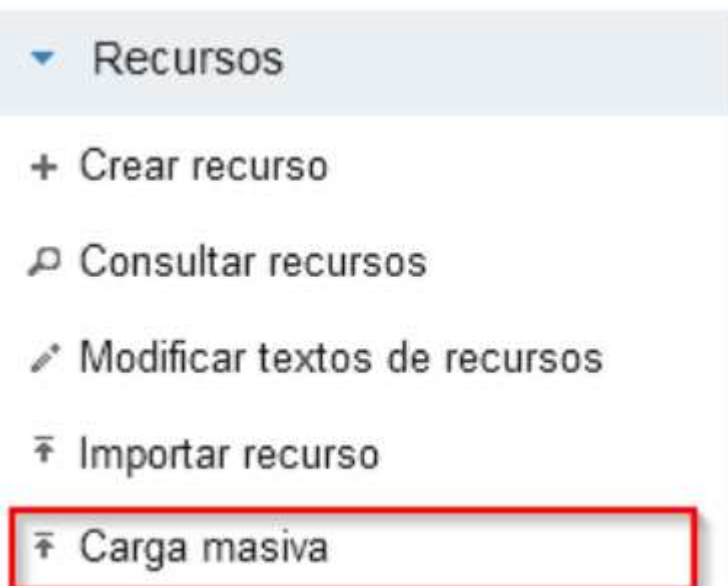 Recursos
Crear recurso
Consultar recursos
Modificar textos de recursos
Importar recurso
Carga masiva